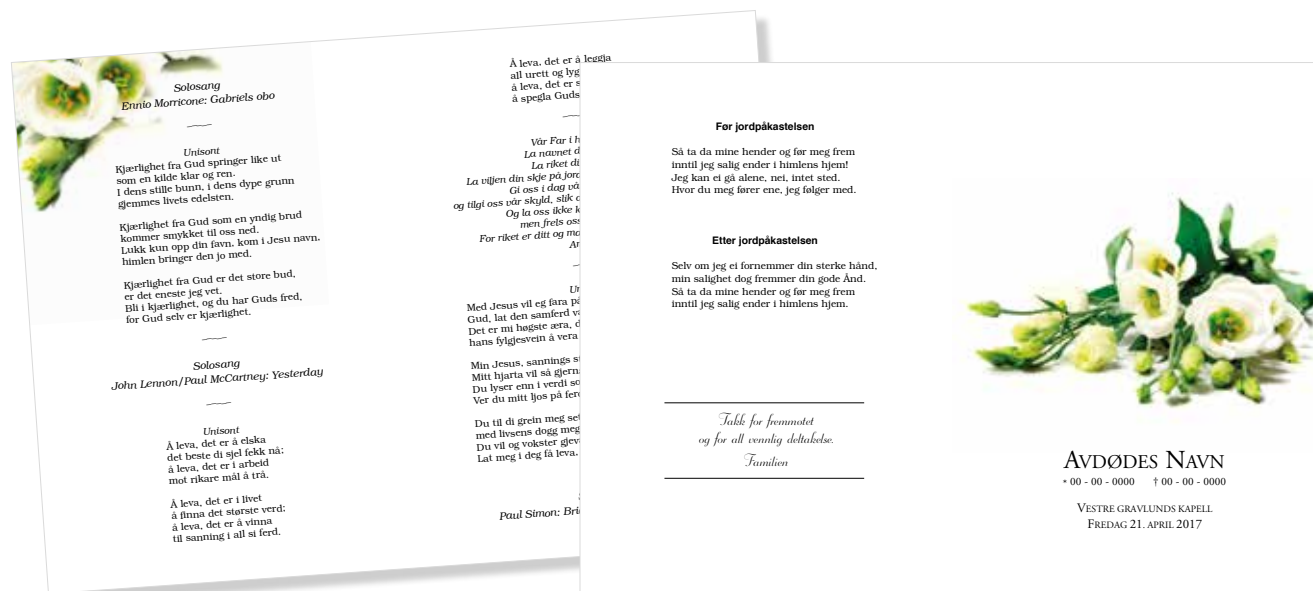 Solosang
Ennio Morricone: Gabriels obo
Unisont
Kjærlighet fra Gud springer like ut
som en kilde klar og ren.
I dens stille bunn, i dens dype grunn
gjemmes livets edelsten.
Kjærlighet fra Gud som en yndig brud
kommer smykket til oss ned.
Lukk kun opp din favn, kom i Jesu navn,
himlen bringer den jo med.
Kjærlighet fra Gud er det store bud,
er det eneste jeg vet.
Bli i kjærlighet, og du har Guds fred,
for Gud selv er kjærlighet.
Solosang
John Lennon/Paul McCartney: Yesterday
Unisont
Å leva, det er å elska
det beste di sjel fekk nå;
å leva, det er i arbeid
mot rikare mål å trå.
Å leva, det er i livet
å finna det største verd;
å leva, det er å vinna
til sanning i all si ferd.
Å leva, det er å leggja
all urett og lyg
å leva, det er s
å spegla Guds
Vår Far i h
La navnet d
La riket di
La viljen din skje på jord
Gi oss i dag vå
og tilgi oss vår skyld, slik
Og la oss ikke k
men frels oss
For riket er ditt og ma
Med Jesus vil eg fara på
Gud, lat den samferd va
Det er mi høgste æra, d
hans fylgjesvein å vera
Min Jesus, sannings s
Mitt hjarta vil så gjern
Du lyser enn i verdi so
Ver du mitt ljos på ferd
Du til di grein meg set
med livsens dogg meg
Du vil og vokster gjev
Lat meg i deg få leva.
Paul Simon: Bri
Før jordpåkastelsen
Så ta da mine hender og før meg frem
inntil jeg salig ender i himlens hjem!
Jeg kan ei gå alene, nei, intet sted.
Hvor du meg fører ene, jeg følger med.
Etter jordpåkastelsen
Selv om jeg ei fornemmer din sterke hånd,
min salighet dog fremmer din gode Ånd.
Så ta da mine hender og før meg frem
inntil jeg salig ender i himlens hjem.
Takk for fremmøtet
og for all vennlig deltakelse.
Familien
AVDØDES NAVN
* 00 - 00 - 0000 † 00 - 00 - 0000
VESTRE GRAVLUNDS KAPELL
FREDAG 21. APRIL 2017